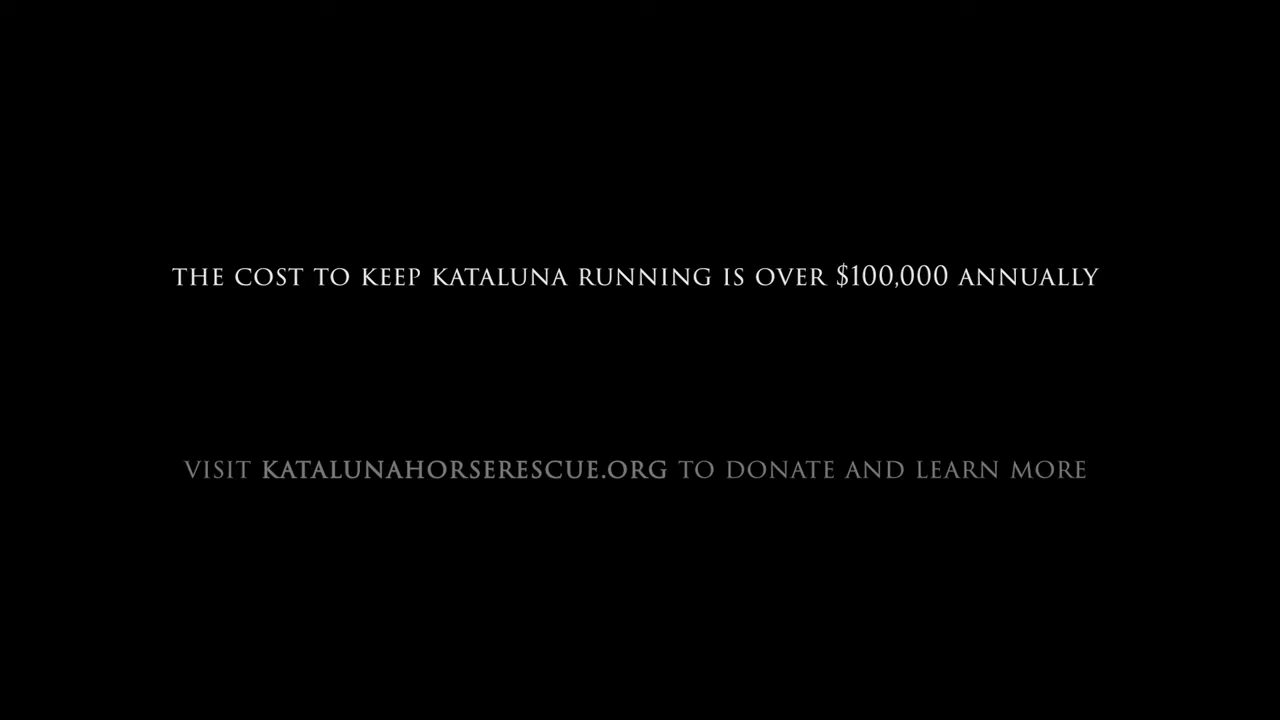 THE COST TO KEEP KATALUNA RUNNING IS OVER $100,000 ANNUALLY
VISIT KATALUNAHORSERESCUE.ORG TO DONATE AND LEARN MORE